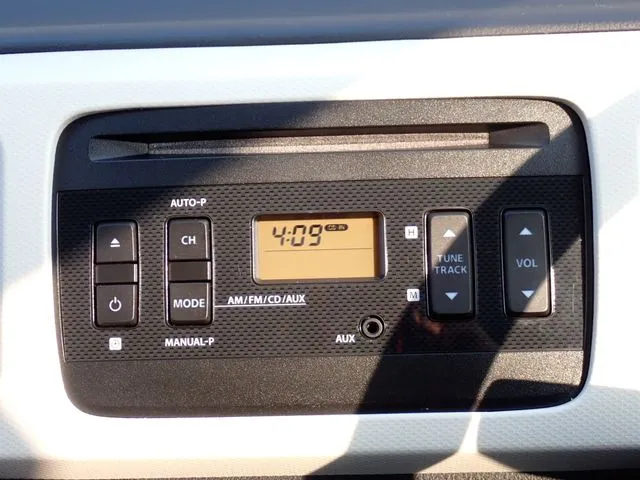 AUTO-P
CH
MODE
AM/FM/CD/AUX
MANUAL-P
4:09
CD IN
AUX
H
M
TUNE
TRACK
VOL